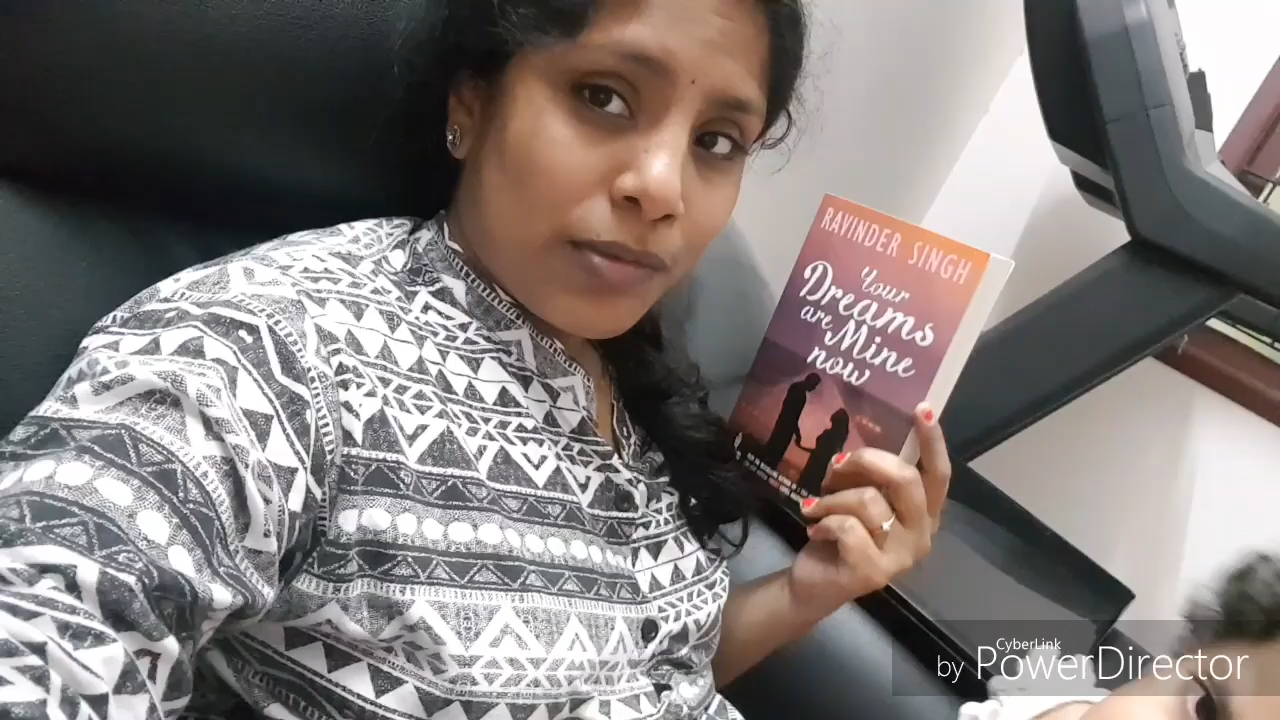 RAVINDER SINGH
Your
Dreams
are Mine
now
CyberLink
by PowerDirector